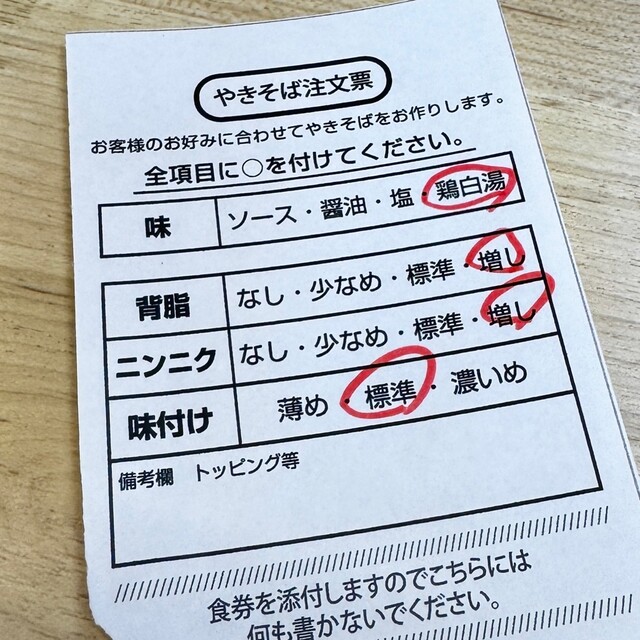 やきそば注文票
お客様のお好みに合わせてやきそばをお作りします。
全項目に○を付けてください。
味 ソース・醤油・塩・鶏白湯
背脂 なし・少なめ・標準・増し
ニンニク なし・少なめ・標準・増し
味付け 薄め・標準・濃いめ
備考欄 トッピング等
食券を添付しますのでこちらには
何も書かないでください。